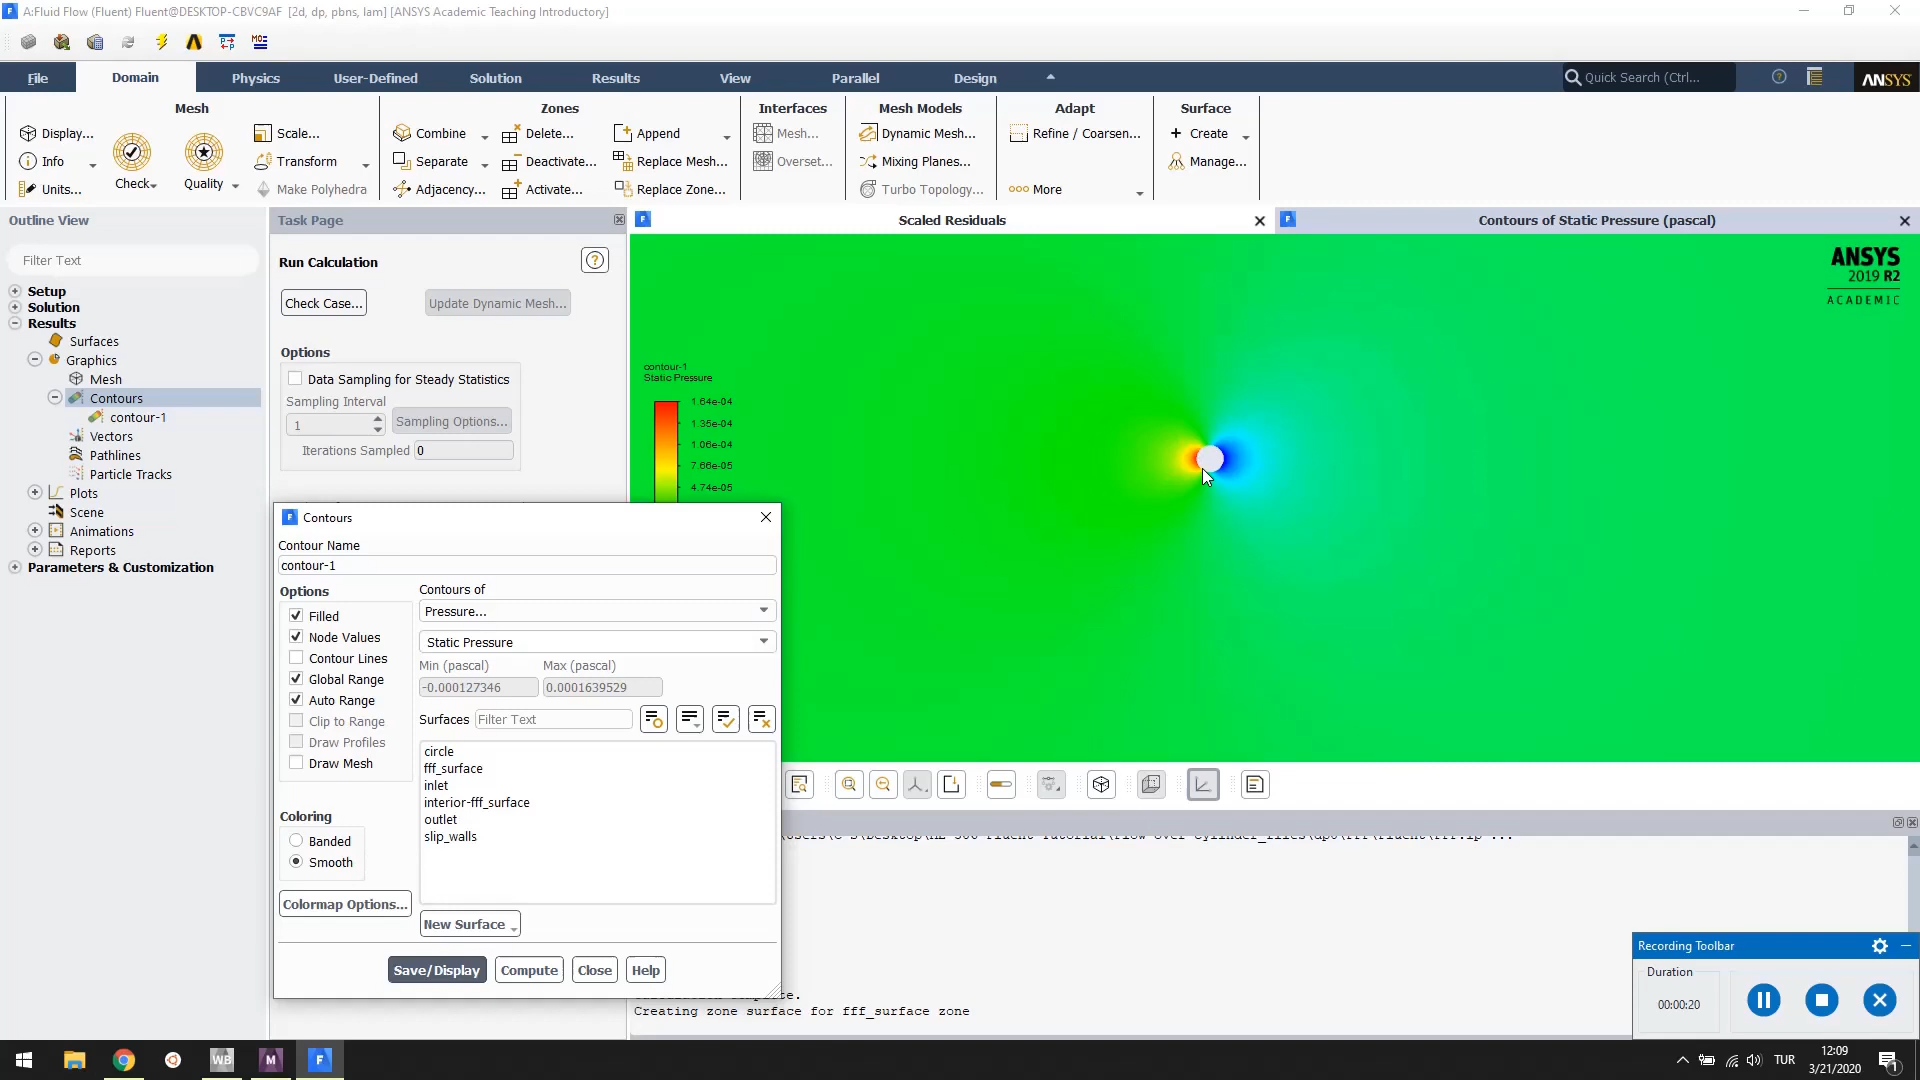 A:Fluid Flow (Fluent) Fluent@DESKTOP-CBVC9AF [2d, dp, pbns, lam] [ANSYS Academic Teaching Introductory]
File
Domain
Physics
User-Defined
Solution
Results
View
Parallel
Design
Quick Search (Ctrl...
ANSYS
Mesh
Display...
Info
Units...
Check
Quality
Scale...
Transform
Make Polyhedra
Zones
Combine
Separate
Adjacency...
Delete...
Deactivate...
Activate...
Append
Replace Mesh...
Replace Zone...
Interfaces
Mesh...
Overset...
Mesh Models
Dynamic Mesh...
Mixing Planes...
Turbo Topology...
Adapt
Refine / Coarsen...
More
Surface
Create
Manage...
Outline View
Filter Text
Setup
Solution
Results
Surfaces
Graphics
Mesh
Contours
contour-1
Vectors
Pathlines
Particle Tracks
Plots
Scene
Animations
Reports
Parameters & Customization
Task Page
Run Calculation
Check Case...
Update Dynamic Mesh...
Options
Data Sampling for Steady Statistics
Sampling Interval
1
Sampling Options...
Iterations Sampled 0
Scaled Residuals
Contours of Static Pressure (pascal)
ANSYS
2019 R2
ACADEMIC
contour-1
Static Pressure
1.64e-04
1.35e-04
1.06e-04
7.66e-05
4.74e-05
Contours
Contour Name
contour-1
Options
Filled
Node Values
Contour Lines
Global Range
Auto Range
Clip to Range
Draw Profiles
Draw Mesh
Coloring
Banded
Smooth
Colormap Options...
Contours of
Pressure...
Static Pressure
Min (pascal)
Max (pascal)
-0.000127346
0.0001639529
Surfaces
Filter Text
circle
fff_surface
inlet
interior-fff_surface
outlet
slip_walls
New Surface
Save/Display
Compute
Close
Help
Creating zone surface for fff_surface zone
Recording Toolbar
Duration
00:00:20
WB
M
F
TUR
12:09
3/21/2020
1